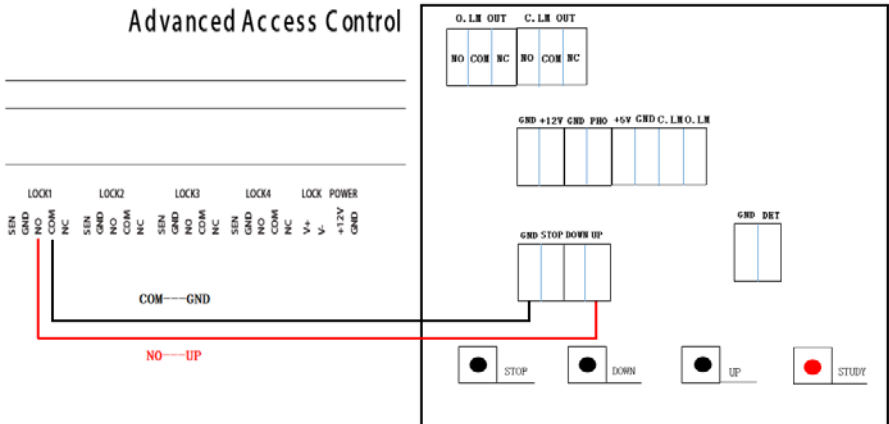 Advanced Access Control
O.LM OUT C.LM OUT
NO COM NC NO COM NC
GND +12V GND PHO +5V GND C.LM O.LM
LOCK1 LOCK2 LOCK3 LOCK4 LOCK POWER
SEN GND NO COM NC SEN GND NO COM NC SEN GND NO COM NC SEN GND NO COM NC V+ V- +12V GND
GND DET
GND STOP DOWN UP
COM---GND
NO---UP
STOP DOWN UP STUDY